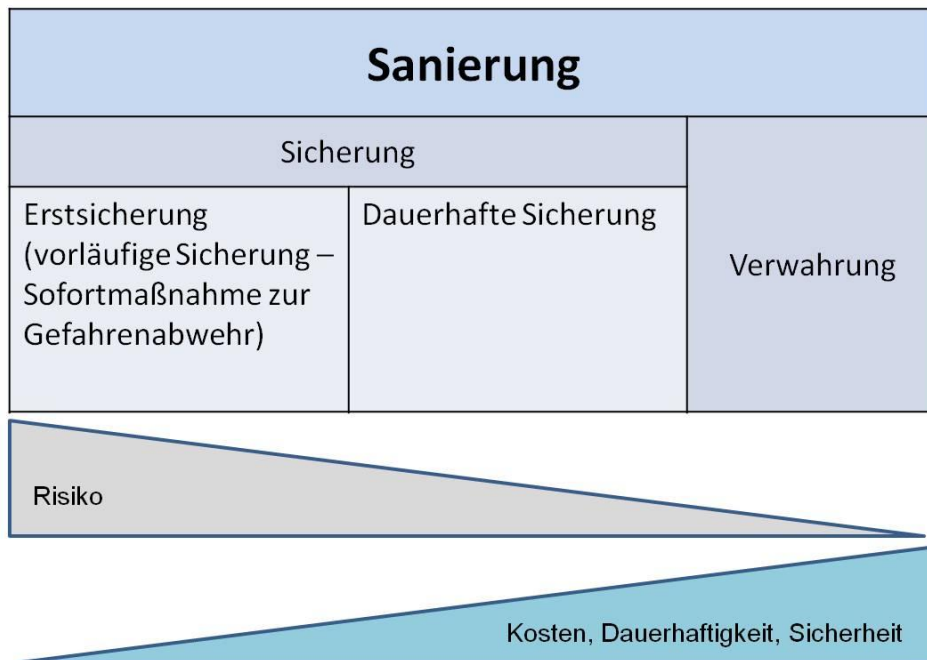 Sanierung
Sicherung
Erstsicherung
(vorläufige Sicherung –
Sofortmaßnahme zur
Gefahrenabwehr)
Dauerhafte Sicherung
Verwahrung
Risiko
Kosten, Dauerhaftigkeit, Sicherheit